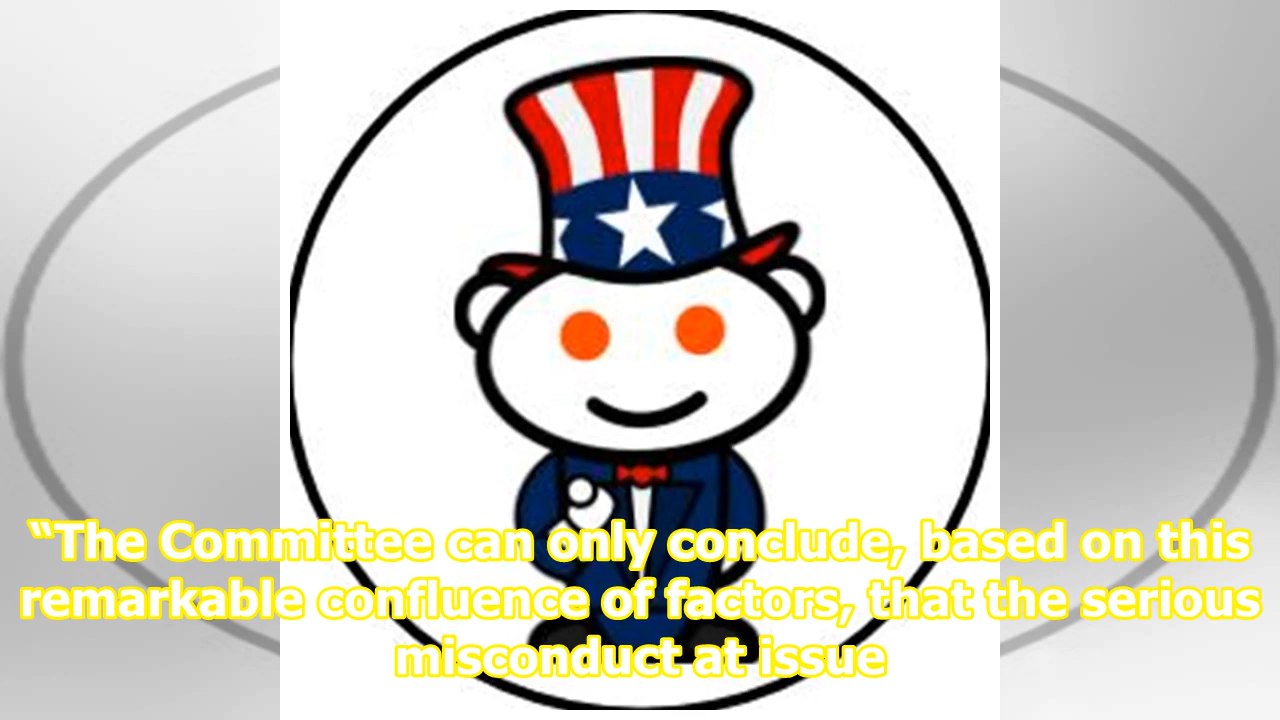 “The Committee can only conclude, based on this
remarkable confluence of factors, that the serious
misconduct at issue